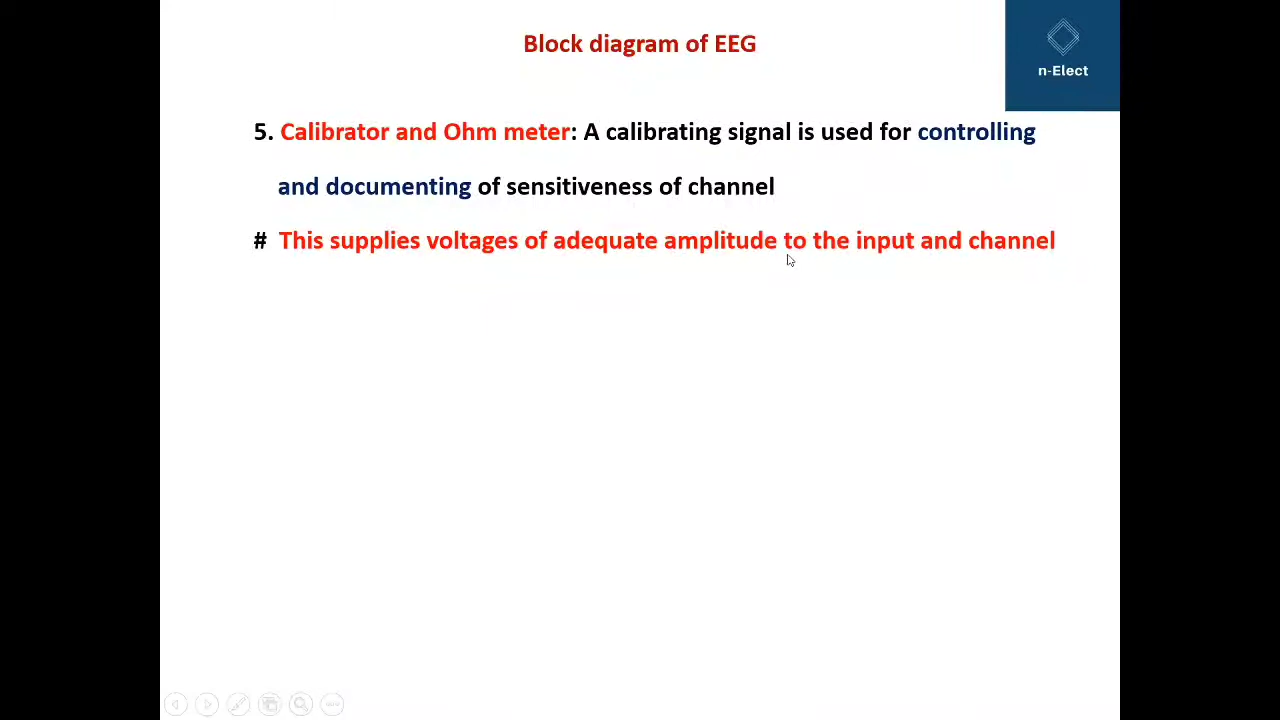 Block diagram of EEG
n-Elect
5. Calibrator and Ohm meter: A calibrating signal is used for controlling
and documenting of sensitiveness of channel
# This supplies voltages of adequate amplitude to the input and channel